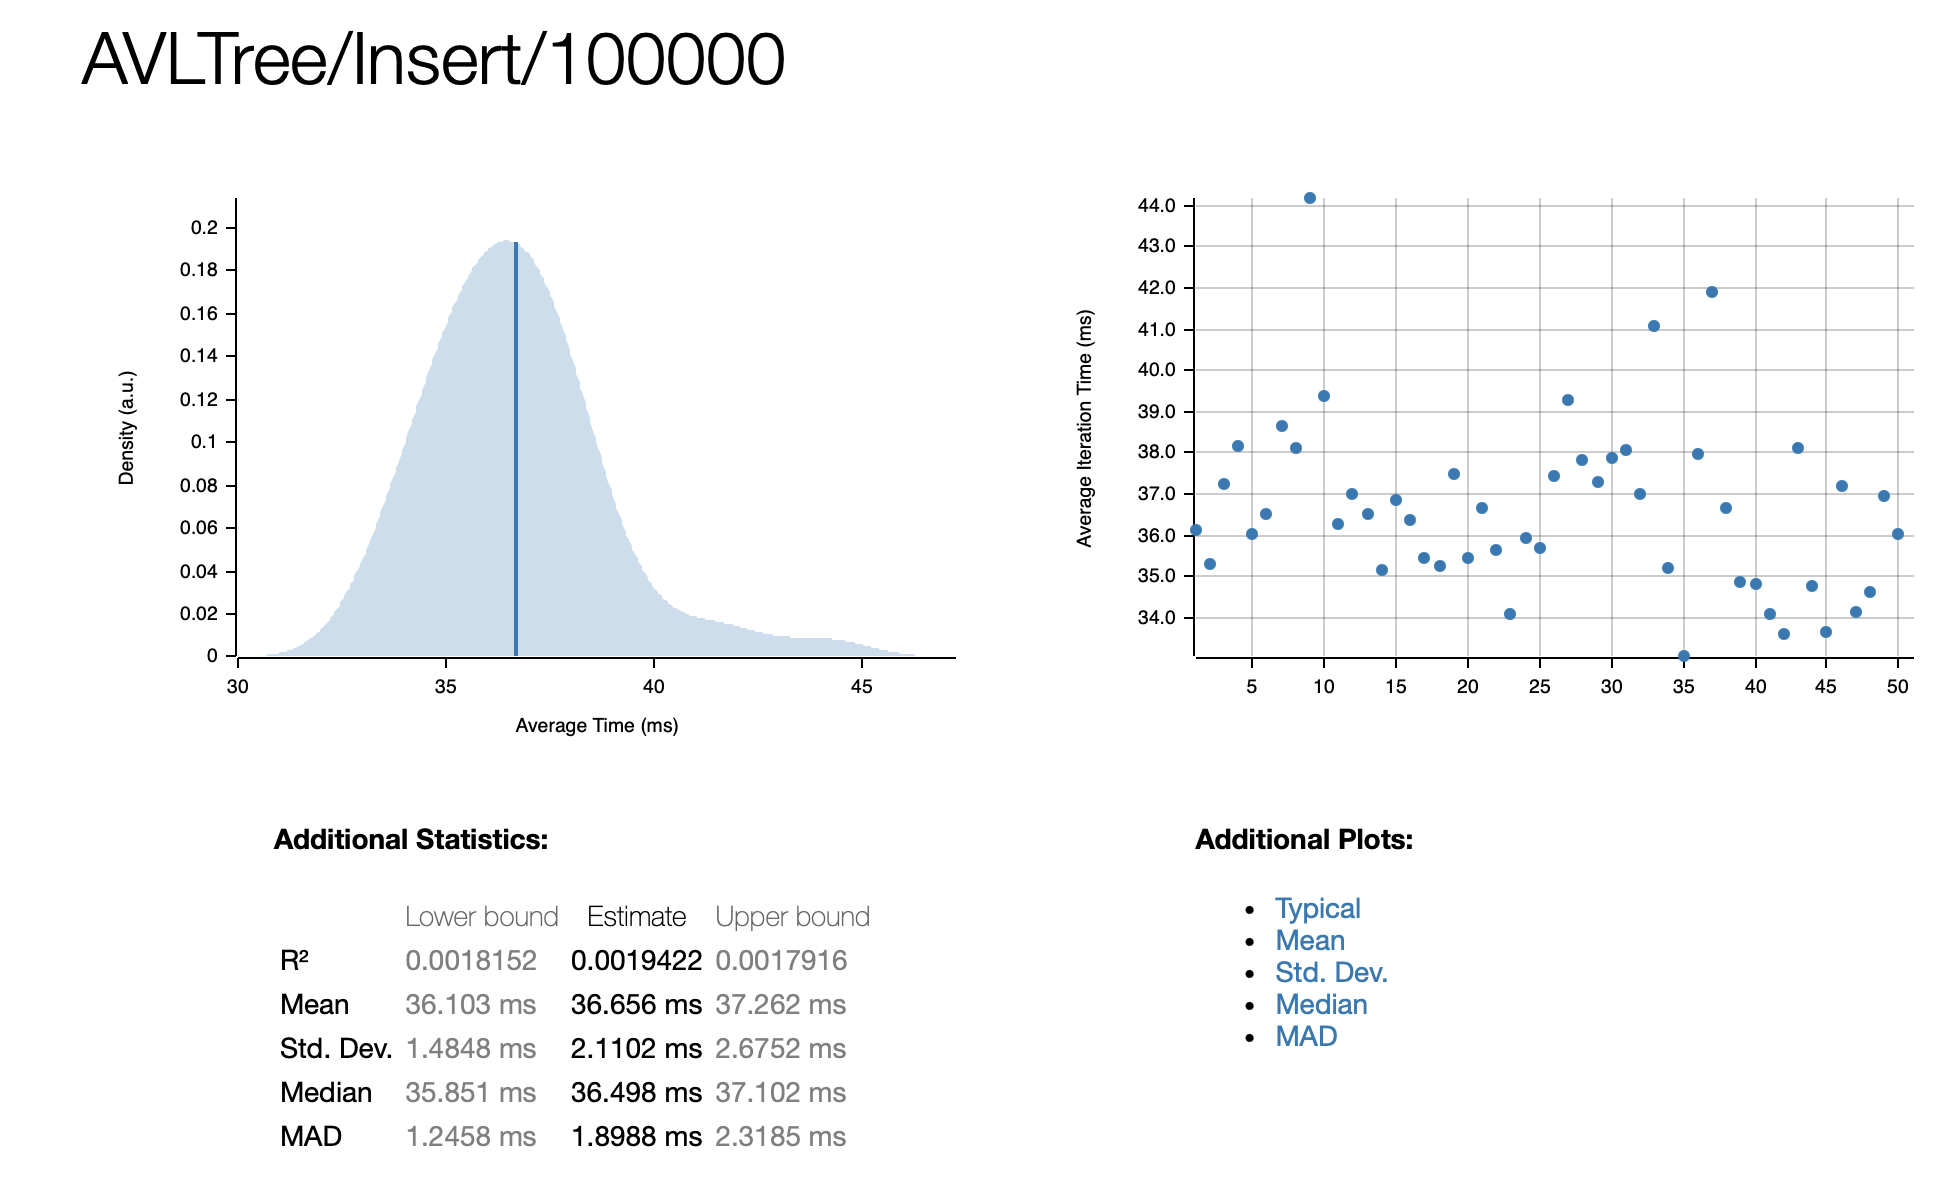 AVLTree/Insert/100000
Density (a.u.)
0.2
0.18
0.16
0.14
0.12
0.1
0.08
0.06
0.04
0.02
0
30 35 40 45
Average Time (ms)
Average Iteration Time (ms)
44.0
43.0
42.0
41.0
40.0
39.0
38.0
37.0
36.0
35.0
34.0
5 10 15 20 25 30 35 40 45 50
Additional Statistics:
Lower bound Estimate Upper bound
R² 0.0018152 0.0019422 0.0017916
Mean 36.103 ms 36.656 ms 37.262 ms
Std. Dev. 1.4848 ms 2.1102 ms 2.6752 ms
Median 35.851 ms 36.498 ms 37.102 ms
MAD 1.2458 ms 1.8988 ms 2.3185 ms
Additional Plots:
• Typical
• Mean
• Std. Dev.
• Median
• MAD